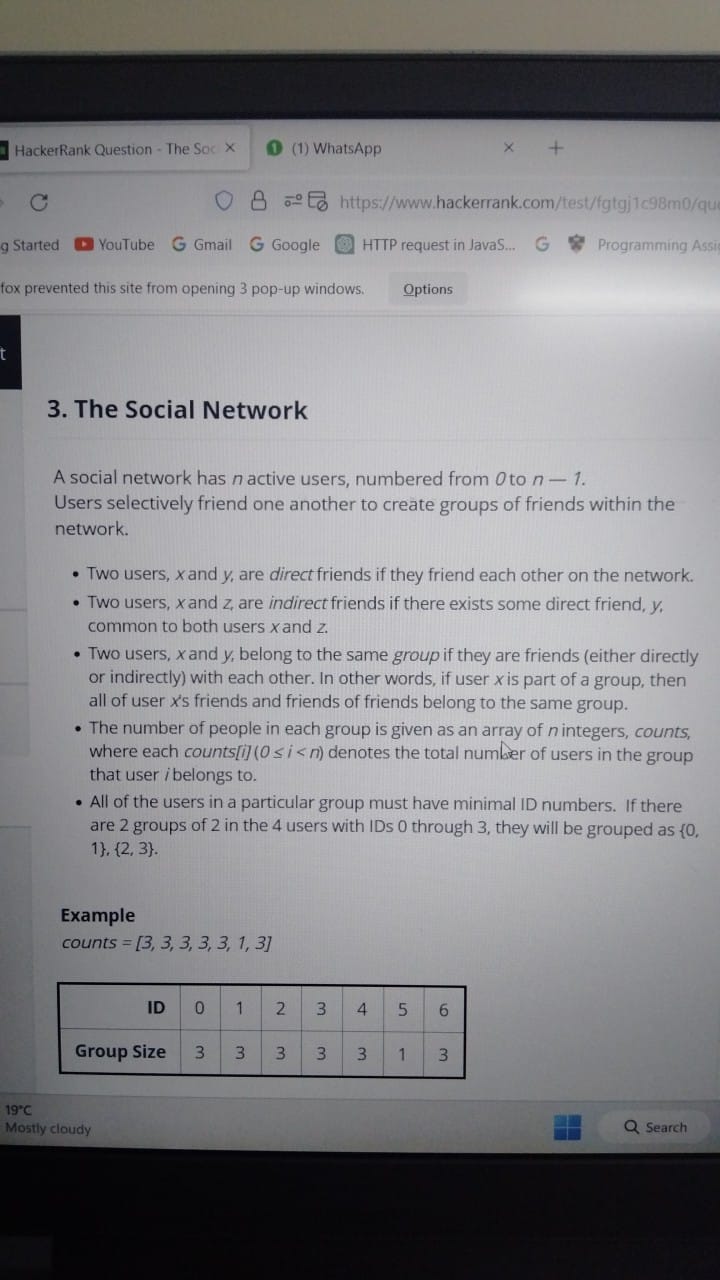 HackerRank Question - The Soc
1 (1) WhatsApp
https://www.hackerrank.com/test/fgtgj1c98m0/qu
g Started YouTube Gmail Google HTTP request in JavaS... Programming Assi
fox prevented this site from opening 3 pop-up windows. Options
t
3. The Social Network
A social network has n active users, numbered from 0 to n — 1.
Users selectively friend one another to create groups of friends within the
network.
• Two users, x and y, are direct friends if they friend each other on the network.
• Two users, x and z, are indirect friends if there exists some direct friend, y,
common to both users x and z.
• Two users, x and y, belong to the same group if they are friends (either directly
or indirectly) with each other. In other words, if user x is part of a group, then
all of user x's friends and friends of friends belong to the same group.
• The number of people in each group is given as an array of n integers, counts,
where each counts[i] (0 ≤ i < n) denotes the total number of users in the group
that user i belongs to.
• All of the users in a particular group must have minimal ID numbers. If there
are 2 groups of 2 in the 4 users with IDs 0 through 3, they will be grouped as {0,
1}, {2, 3}.
Example
counts = [3, 3, 3, 3, 3, 1, 3]
ID 0 1 2 3 4 5 6
Group Size 3 3 3 3 3 1 3
19°C
Mostly cloudy
Search